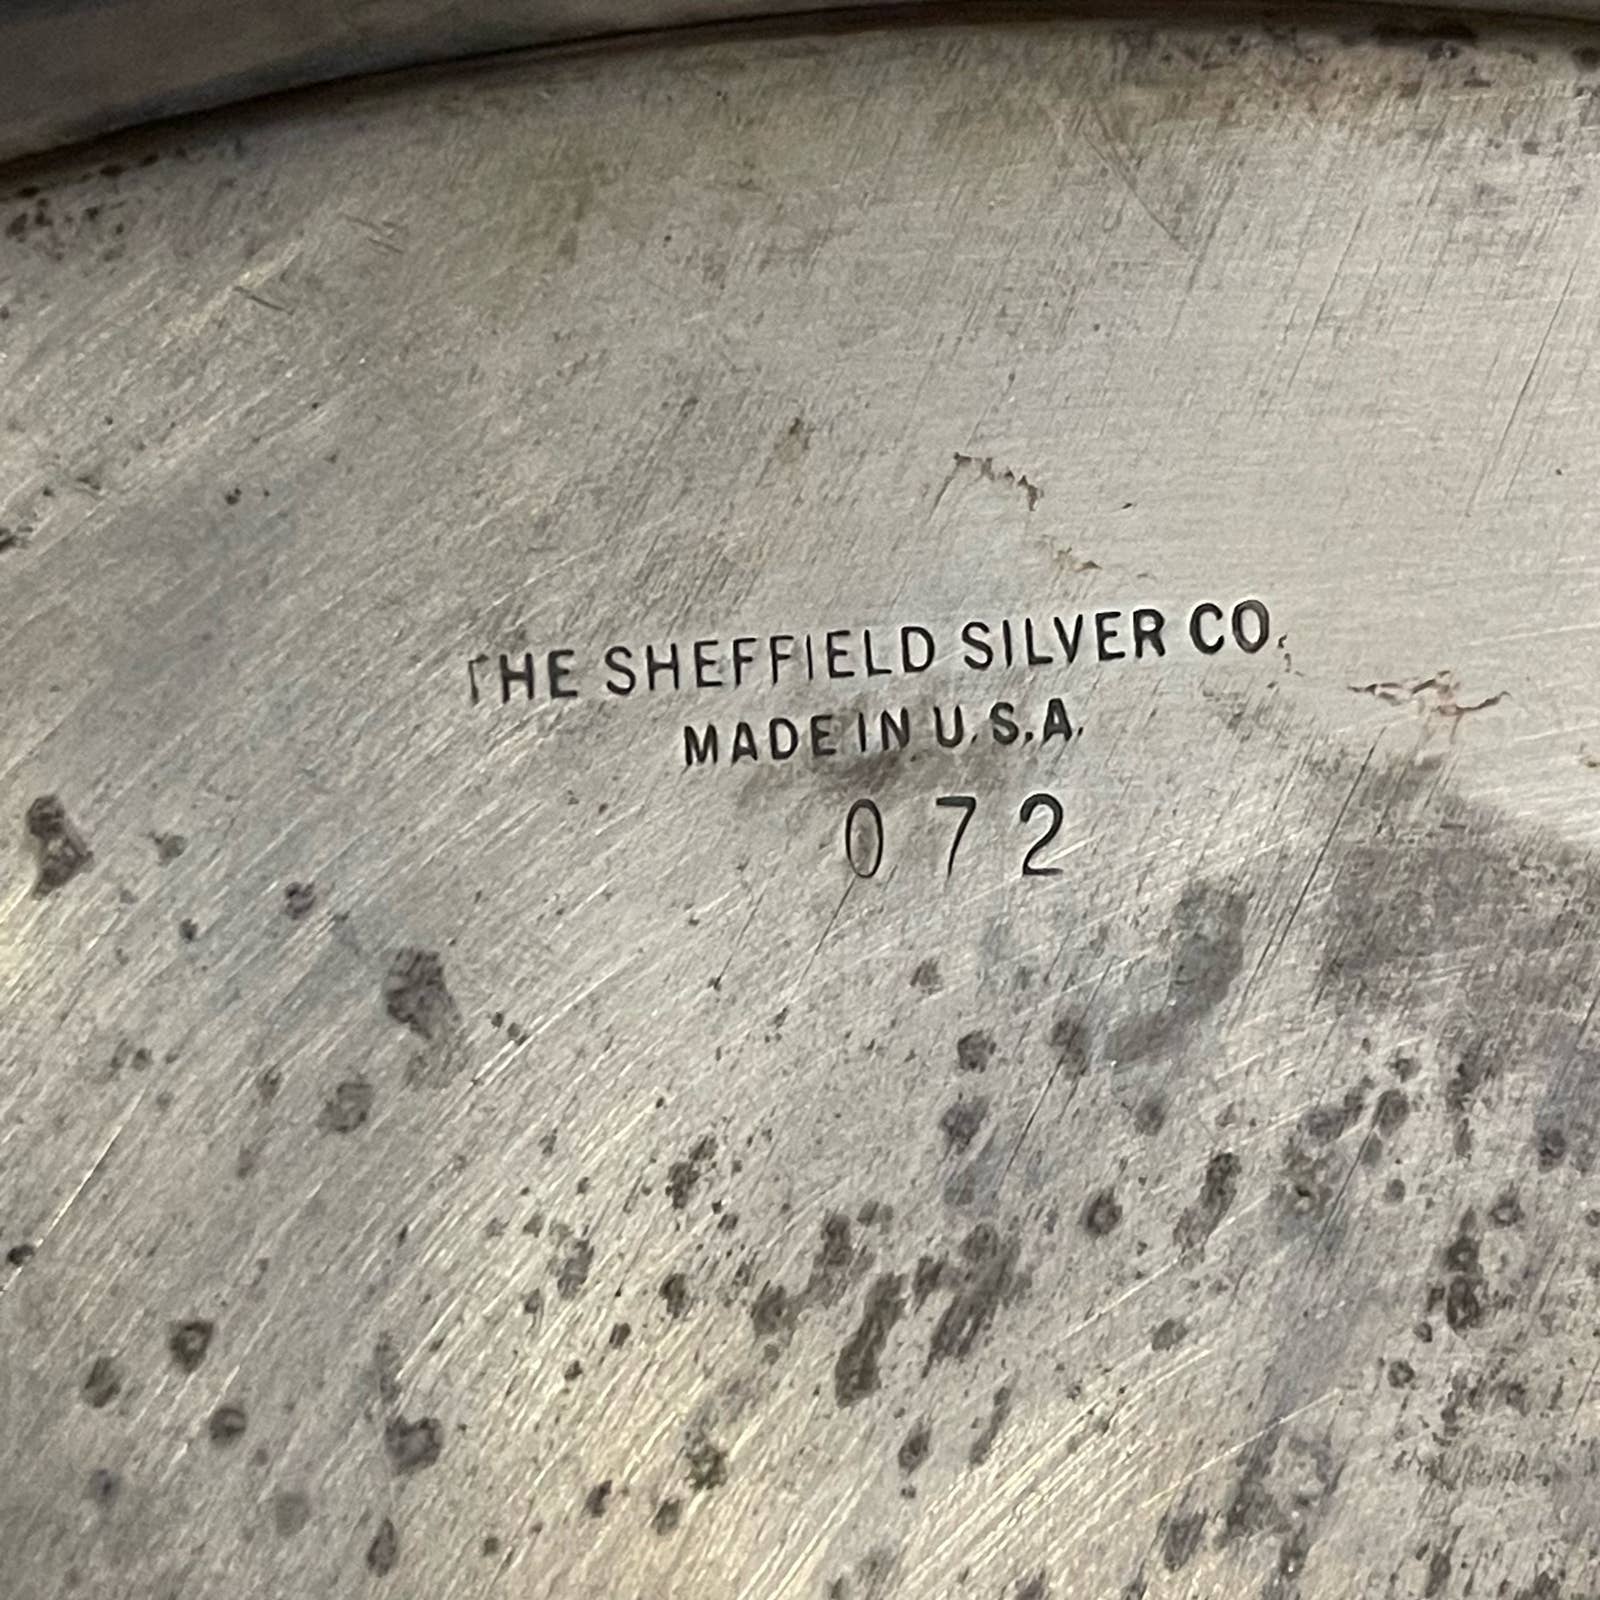 THE SHEFFIELD SILVER CO.
MADE IN U.S.A.
072